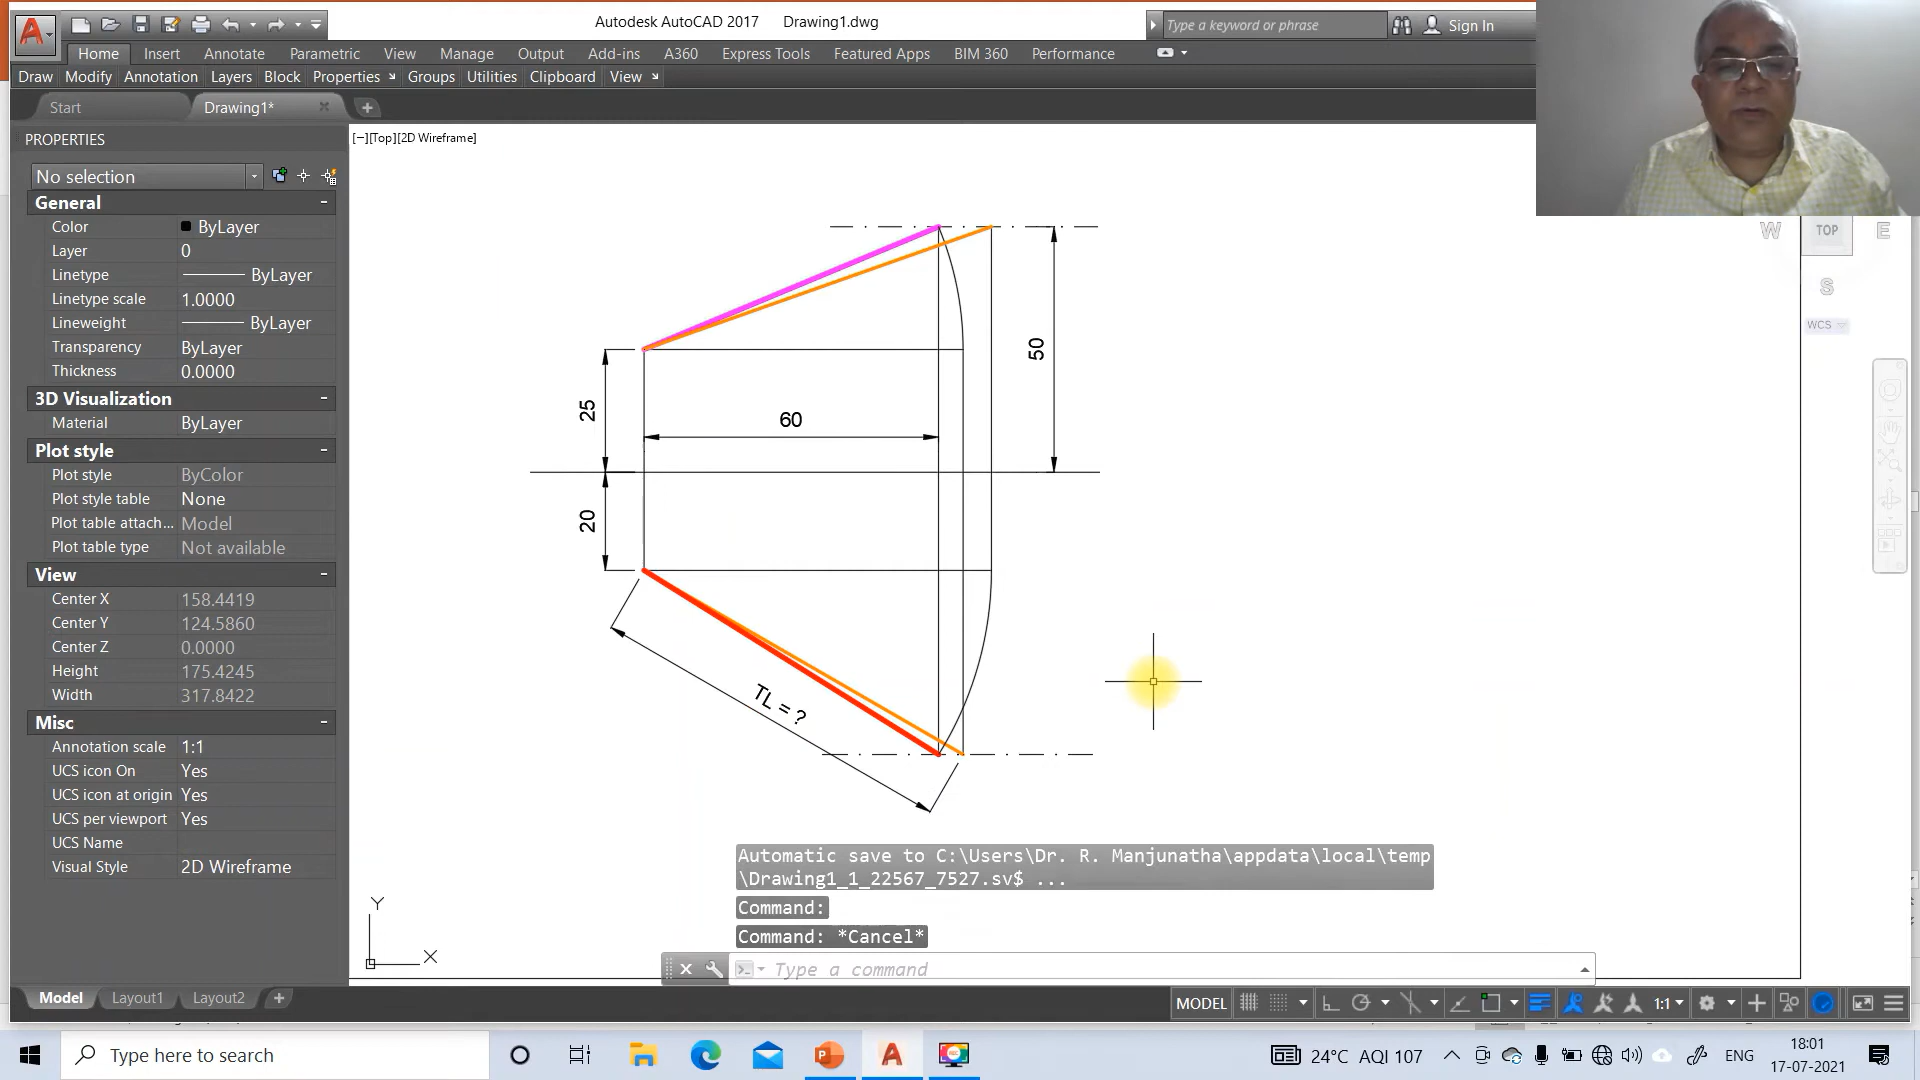 Autodesk AutoCAD 2017 Drawing1.dwg
Type a keyword or phrase
Sign In
Home Insert Annotate Parametric View Manage Output Add-ins A360 Express Tools Featured Apps BIM 360 Performance
Draw Modify Annotation Layers Block Properties Groups Utilities Clipboard View
Start Drawing1*
PROPERTIES
[−][Top][2D Wireframe]
No selection
General
Color ByLayer
Layer 0
Linetype ByLayer
Linetype scale 1.0000
Lineweight ByLayer
Transparency ByLayer
Thickness 0.0000
3D Visualization
Material ByLayer
Plot style
Plot style ByColor
Plot style table None
Plot table attach... Model
Plot table type Not available
View
Center X 158.4419
Center Y 124.5860
Center Z 0.0000
Height 175.4245
Width 317.8422
Misc
Annotation scale 1:1
UCS icon On Yes
UCS icon at origin Yes
UCS per viewport Yes
UCS Name
Visual Style 2D Wireframe
W TOP E
S
WCS
50
25
60
20
TL = ?
Y
X
Automatic save to C:\Users\Dr. R. Manjunatha\appdata\local\temp
\Drawing1_1_22567_7527.sv$ ...
Command:
Command: *Cancel*
Type a command
Model Layout1 Layout2
MODEL 1:1
Type here to search
24°C AQI 107
ENG
18:01
17-07-2021